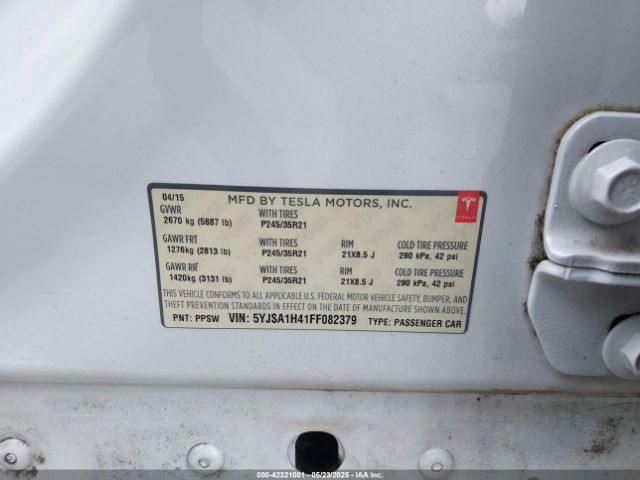 04/15 MFD BY TESLA MOTORS, INC.
GVWR WITH TIRES
2670 kg (5887 lb) P245/35R21
GAWR FRT WITH TIRES RIM COLD TIRE PRESSURE
1276kg (2813 lb) P245/35R21 21X8.5 J 290 kPa, 42 psi
GAWR RR WITH TIRES RIM COLD TIRE PRESSURE
1420kg (3131 lb) P245/35R21 21X8.5 J 290 kPa, 42 psi
THIS VEHICLE CONFORMS TO ALL APPLICABLE U.S. FEDERAL MOTOR VEHICLE SAFETY, BUMPER, AND
THEFT PREVENTION STANDARDS IN EFFECT ON THE DATE OF MANUFACTURE SHOWN ABOVE.
PNT: PPSW VIN: 5YJSA1H41FF082379 TYPE: PASSENGER CAR
TESLA
000-42321001 - 05/23/2025 - IAAI.COM